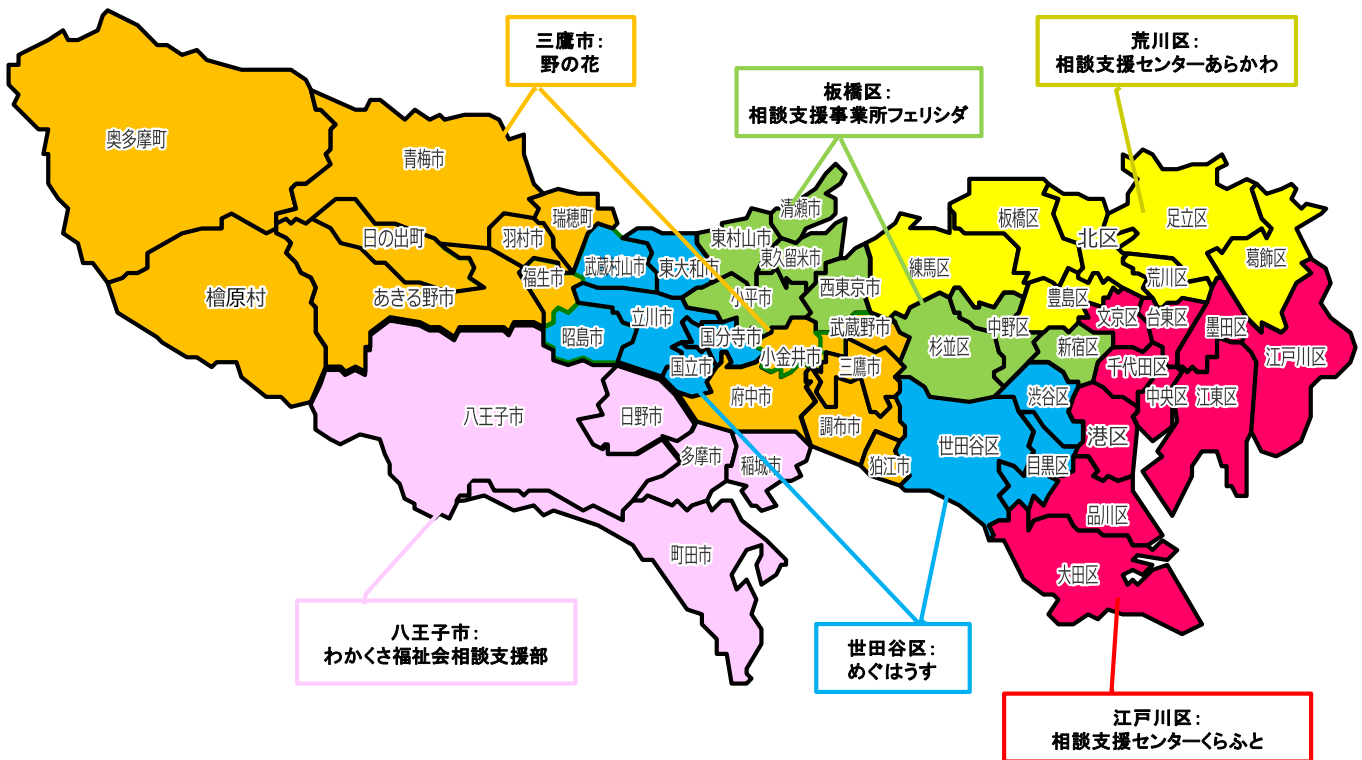 三鷹市：
野の花
荒川区：
相談支援センターあらかわ
板橋区：
相談支援事業所フェリシダ
奥多摩町
青梅市
瑞穂町
羽村市
日の出町
福生市
檜原村
あきる野市
清瀬市
東村山市
東久留米市
武蔵村山市
東大和市
小平市
西東京市
昭島市
立川市
国分寺市
小金井市
武蔵野市
国立市
三鷹市
府中市
調布市
狛江市
八王子市
日野市
多摩市
稲城市
町田市
練馬区
板橋区
北区
足立区
葛飾区
荒川区
豊島区
文京区
台東区
墨田区
江戸川区
杉並区
中野区
新宿区
千代田区
中央区
江東区
渋谷区
港区
世田谷区
目黒区
品川区
大田区
八王子市：
わかくさ福祉会相談支援部
世田谷区：
めぐはうす
江戸川区：
相談支援センターくらふと